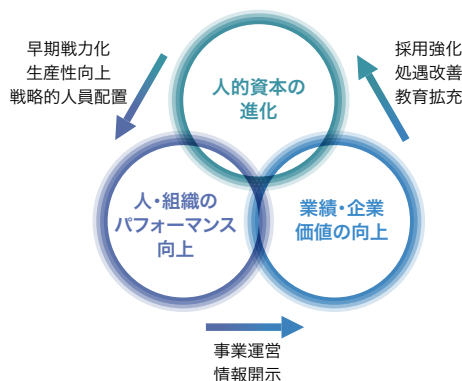 早期戦力化
生産性向上
戦略的人員配置
採用強化
処遇改善
教育拡充
人的資本の
進化
人・組織の
パフォーマンス
向上
業績・企業
価値の向上
事業運営
情報開示